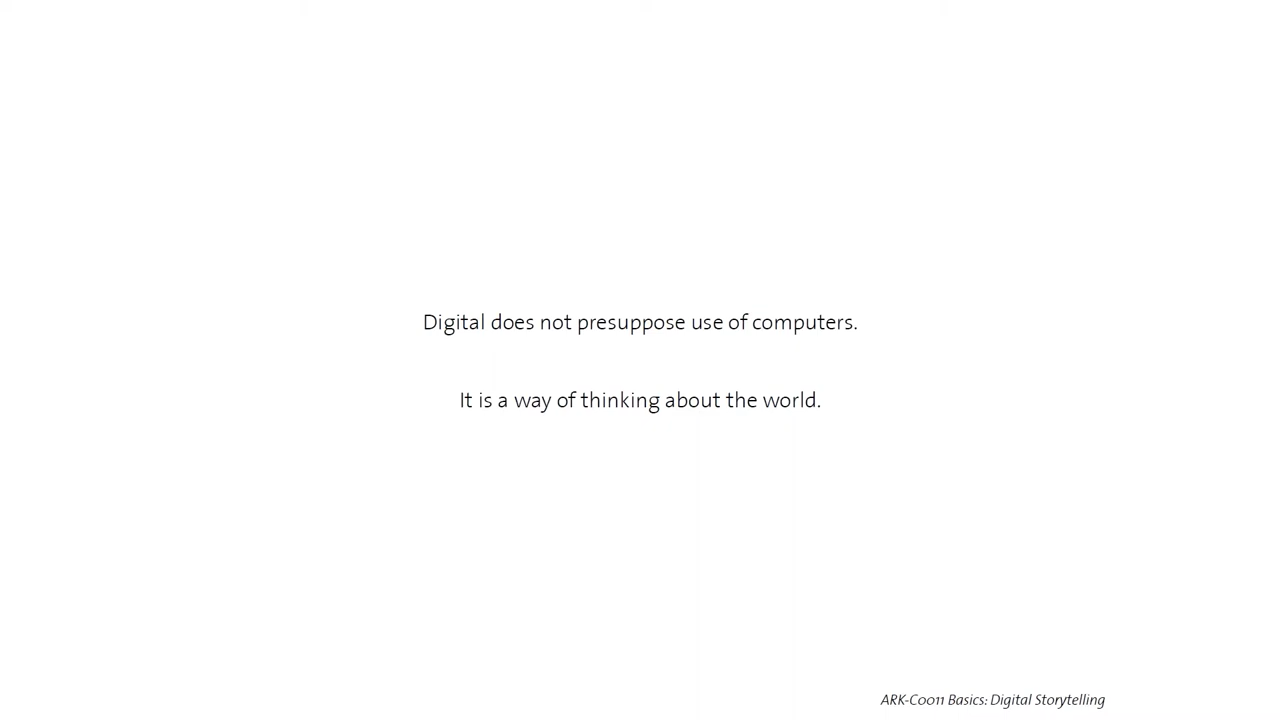 Digital does not presuppose use of computers.
It is a way of thinking about the world.
ARK-C0011 Basics: Digital Storytelling